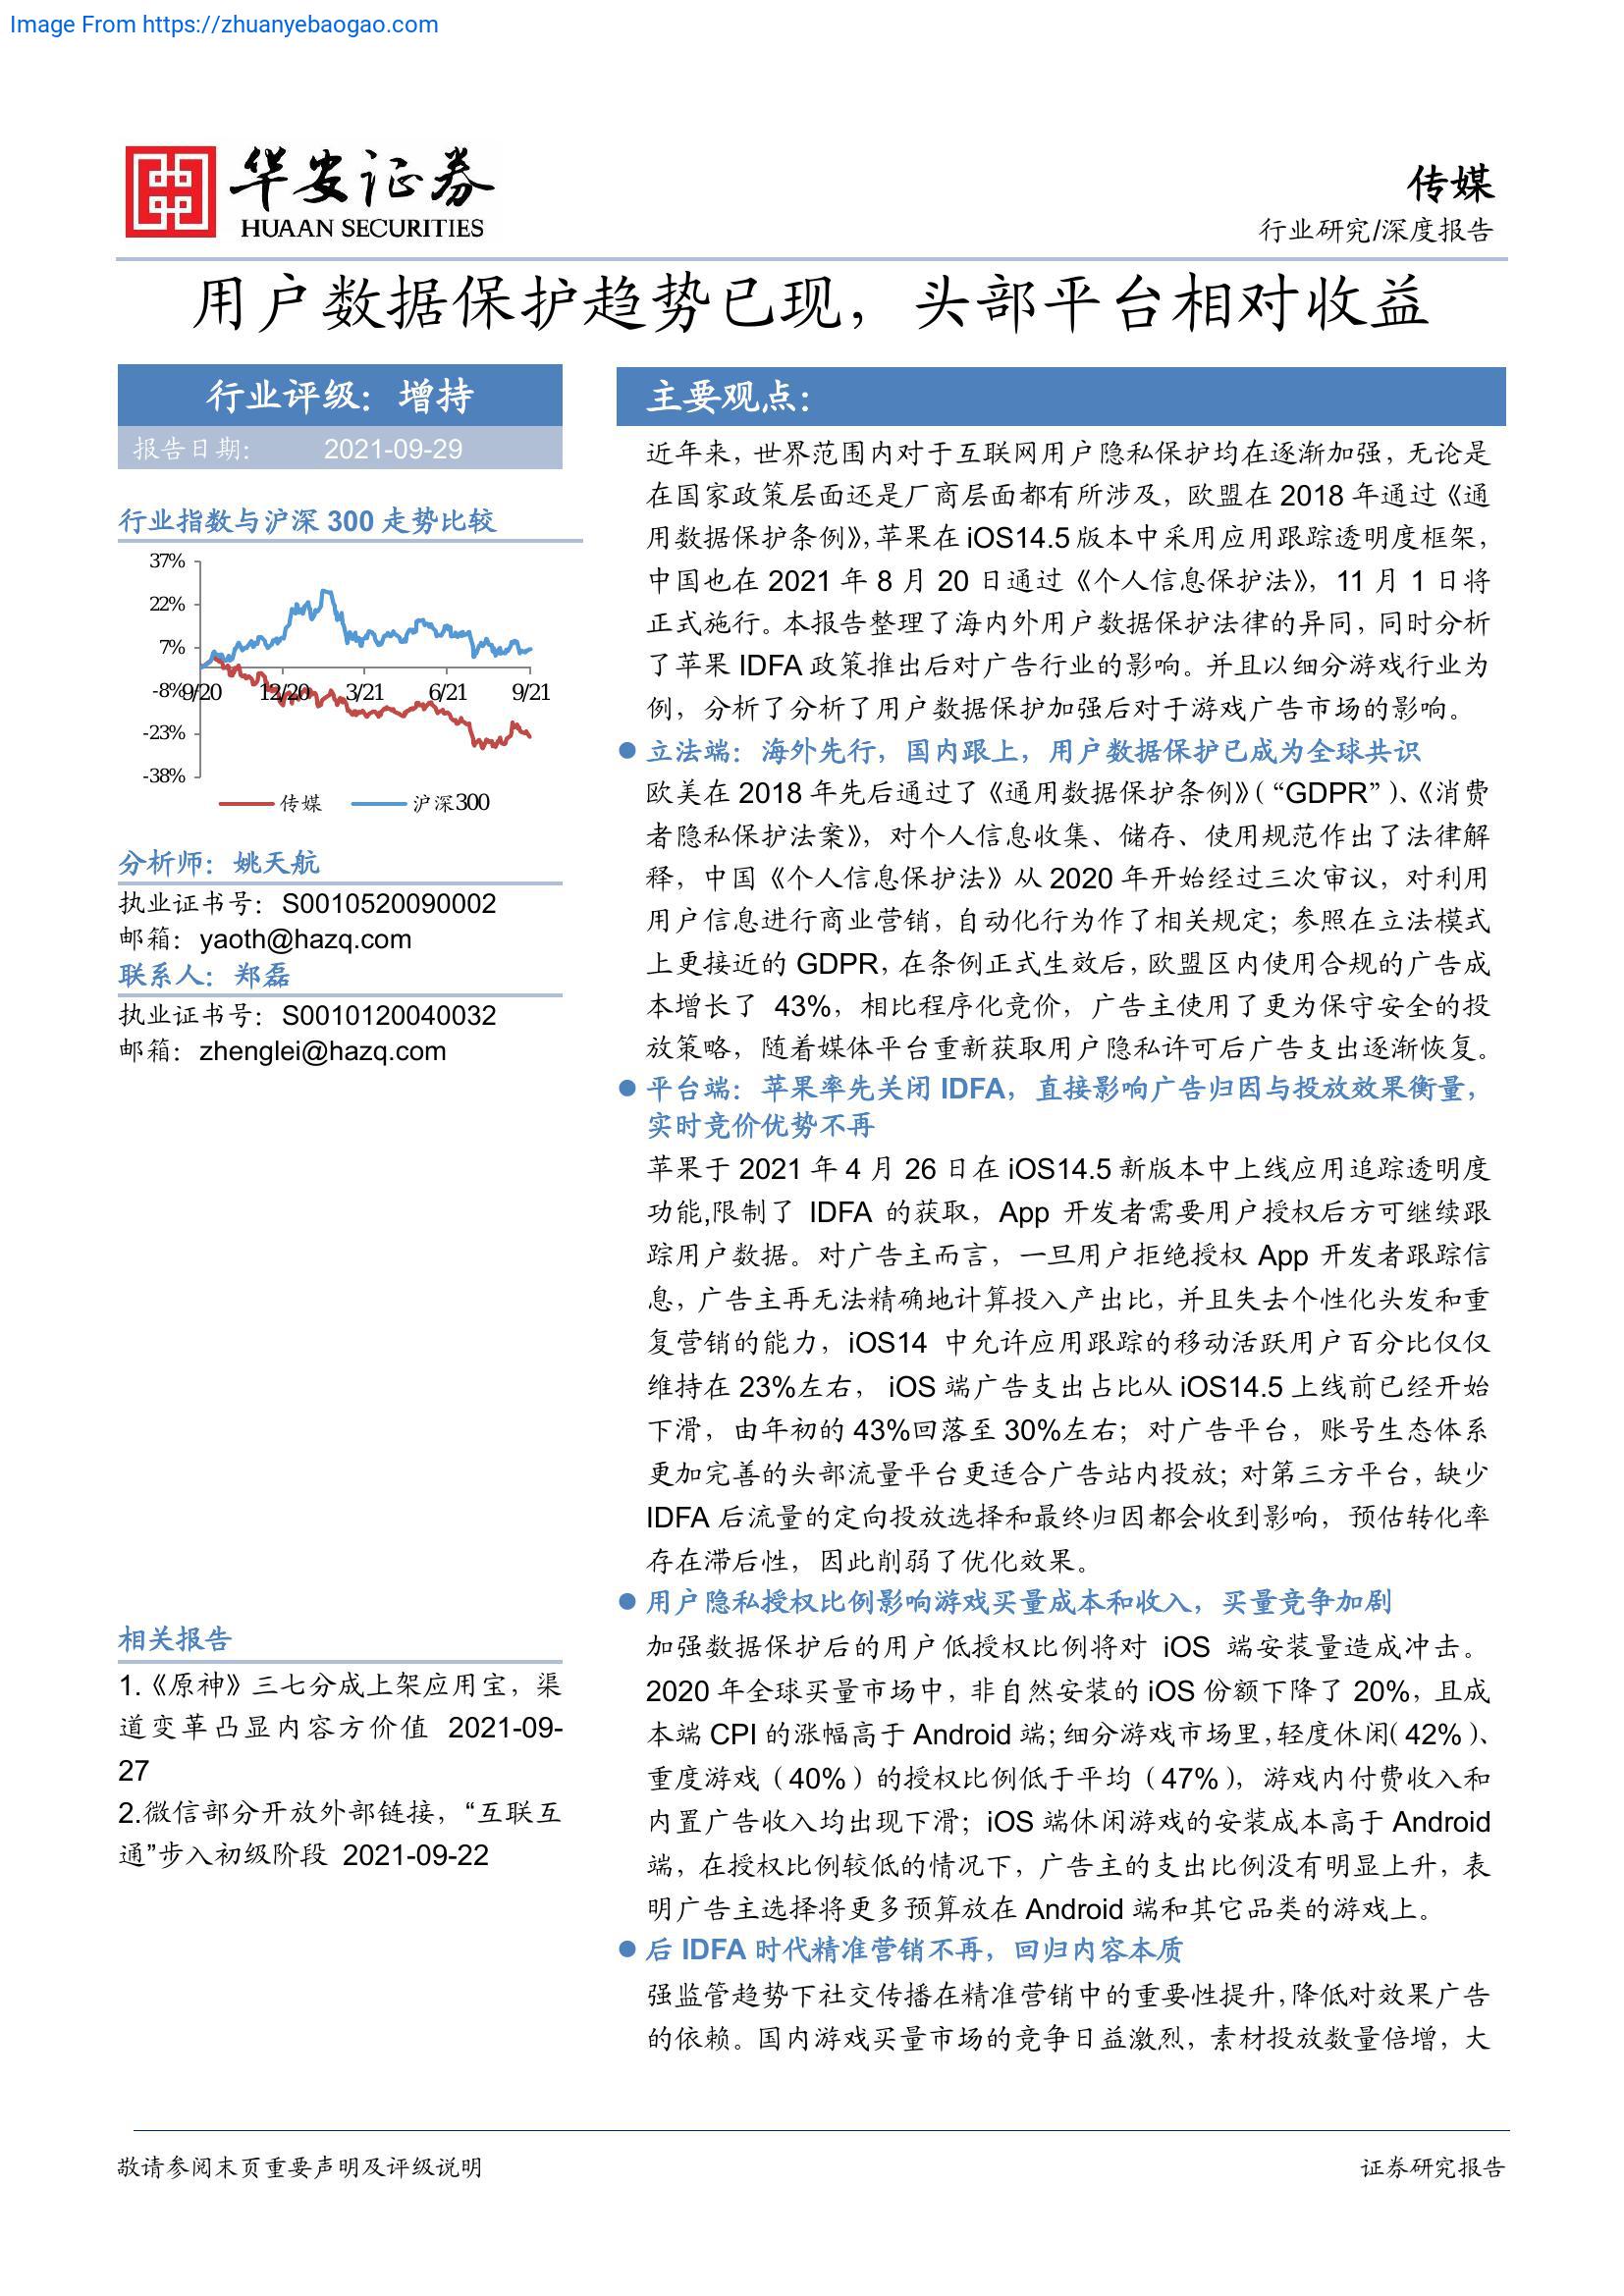 Image From https://zhuanyebaogao.com
华安证券
HUAAN SECURITIES
传媒
行业研究/深度报告
用户数据保护趋势已现，头部平台相对收益
行业评级：增持
报告日期： 2021-09-29
行业指数与沪深 300 走势比较
37%
22%
7%
-8%
-23%
-38%
9/20 12/20 3/21 6/21 9/21
传媒 沪深300
分析师：姚天航
执业证书号：S0010520090002
邮箱：yaoth@hazq.com
联系人：郑磊
执业证书号：S0010120040032
邮箱：zhenglei@hazq.com
相关报告
1.《原神》三七分成上架应用宝，渠
道变革凸显内容方价值 2021-09-
27
2.微信部分开放外部链接，“互联互
通”步入初级阶段 2021-09-22
主要观点：
近年来，世界范围内对于互联网用户隐私保护均在逐渐加强，无论是
在国家政策层面还是厂商层面都有所涉及，欧盟在 2018 年通过《通
用数据保护条例》，苹果在 iOS14.5 版本中采用应用跟踪透明度框架，
中国也在 2021 年 8 月 20 日通过《个人信息保护法》，11 月 1 日将
正式施行。本报告整理了海内外用户数据保护法律的异同，同时分析
了苹果 IDFA 政策推出后对广告行业的影响。并且以细分游戏行业为
例，分析了分析了用户数据保护加强后对于游戏广告市场的影响。
● 立法端：海外先行，国内跟上，用户数据保护已成为全球共识
欧美在 2018 年先后通过了《通用数据保护条例》（“GDPR”）、《消费
者隐私保护法案》，对个人信息收集、储存、使用规范作出了法律解
释，中国《个人信息保护法》从 2020 年开始经过三次审议，对利用
用户信息进行商业营销，自动化行为作了相关规定；参照在立法模式
上更接近的 GDPR，在条例正式生效后，欧盟区内使用合规的广告成
本增长了 43%，相比程序化竞价，广告主使用了更为保守安全的投
放策略，随着媒体平台重新获取用户隐私许可后广告支出逐渐恢复。
● 平台端：苹果率先关闭 IDFA，直接影响广告归因与投放效果衡量，
实时竞价优势不再
苹果于 2021 年 4 月 26 日在 iOS14.5 新版本中上线应用追踪透明度
功能,限制了 IDFA 的获取，App 开发者需要用户授权后方可继续跟
踪用户数据。对广告主而言，一旦用户拒绝授权 App 开发者跟踪信
息，广告主再无法精确地计算投入产出比，并且失去个性化头发和重
复营销的能力，iOS14 中允许应用跟踪的移动活跃用户百分比仅仅
维持在 23%左右， iOS 端广告支出占比从 iOS14.5 上线前已经开始
下滑，由年初的 43%回落至 30%左右；对广告平台，账号生态体系
更加完善的头部流量平台更适合广告站内投放；对第三方平台，缺少
IDFA 后流量的定向投放选择和最终归因都会收到影响，预估转化率
存在滞后性，因此削弱了优化效果。
● 用户隐私授权比例影响游戏买量成本和收入，买量竞争加剧
加强数据保护后的用户低授权比例将对 iOS 端安装量造成冲击。
2020 年全球买量市场中，非自然安装的 iOS 份额下降了 20%，且成
本端 CPI 的涨幅高于 Android 端；细分游戏市场里，轻度休闲（42%）、
重度游戏（40%）的授权比例低于平均（47%），游戏内付费收入和
内置广告收入均出现下滑；iOS 端休闲游戏的安装成本高于 Android
端，在授权比例较低的情况下，广告主的支出比例没有明显上升，表
明广告主选择将更多预算放在 Android 端和其它品类的游戏上。
● 后 IDFA 时代精准营销不再，回归内容本质
强监管趋势下社交传播在精准营销中的重要性提升，降低对效果广告
的依赖。国内游戏买量市场的竞争日益激烈，素材投放数量倍增，大
敬请参阅末页重要声明及评级说明 证券研究报告